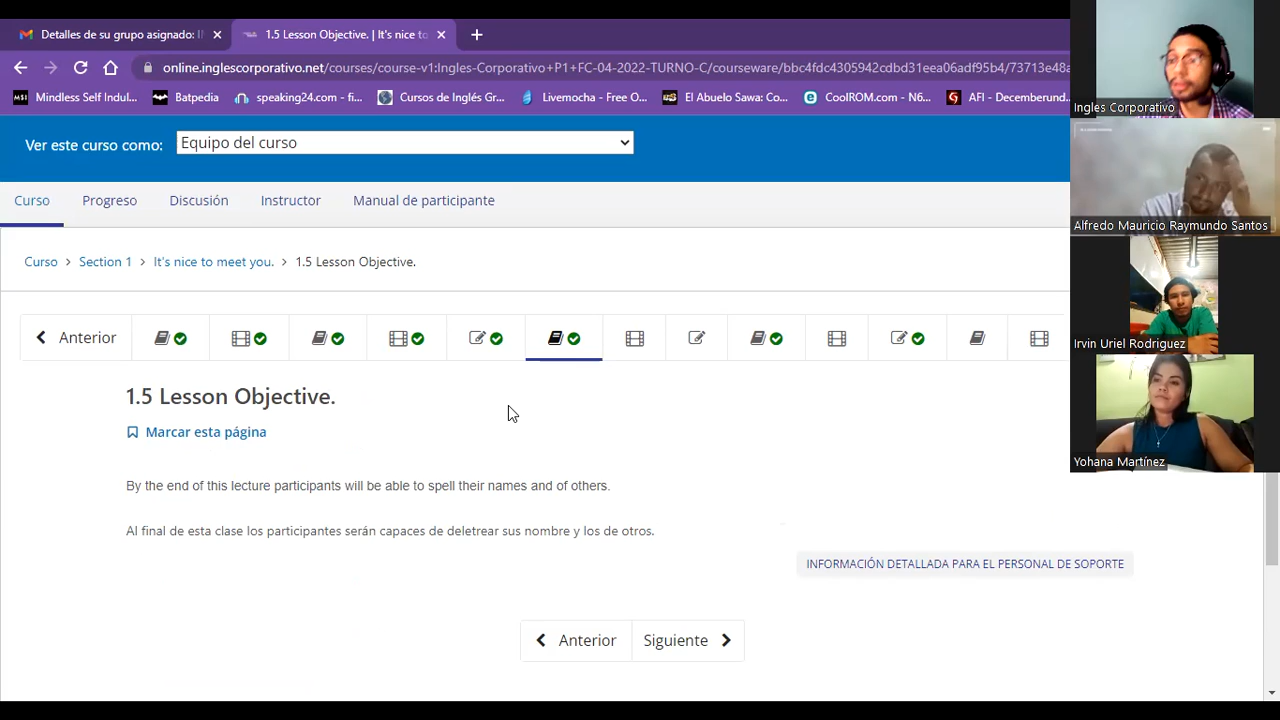 Detalles de su grupo asignado: I
1.5 Lesson Objective. | It's nice to
online.inglescorporativo.net/courses/course-v1:Ingles-Corporativo+P1+FC-04-2022-TURNO-C/courseware/bbc4fdc4305942cdbd31eea06adf95b4/73713e48a
MSI Mindless Self Indul...
Batpedia
speaking24.com - fi...
Cursos de Inglés Gr...
Livemocha - Free O...
El Abuelo Sawa: Co...
CoolROM.com - N6...
AFI - Decemberund...
Ver este curso como:
Equipo del curso
Curso
Progreso
Discusión
Instructor
Manual de participante
Curso > Section 1 > It's nice to meet you. > 1.5 Lesson Objective.
Anterior
1.5 Lesson Objective.
Marcar esta página
By the end of this lecture participants will be able to spell their names and of others.
Al final de esta clase los participantes serán capaces de deletrear sus nombre y los de otros.
INFORMACIÓN DETALLADA PARA EL PERSONAL DE SOPORTE
Anterior
Siguiente
Ingles Corporativo
Alfredo Mauricio Raymundo Santos
Irvin Uriel Rodriguez
Yohana Martínez